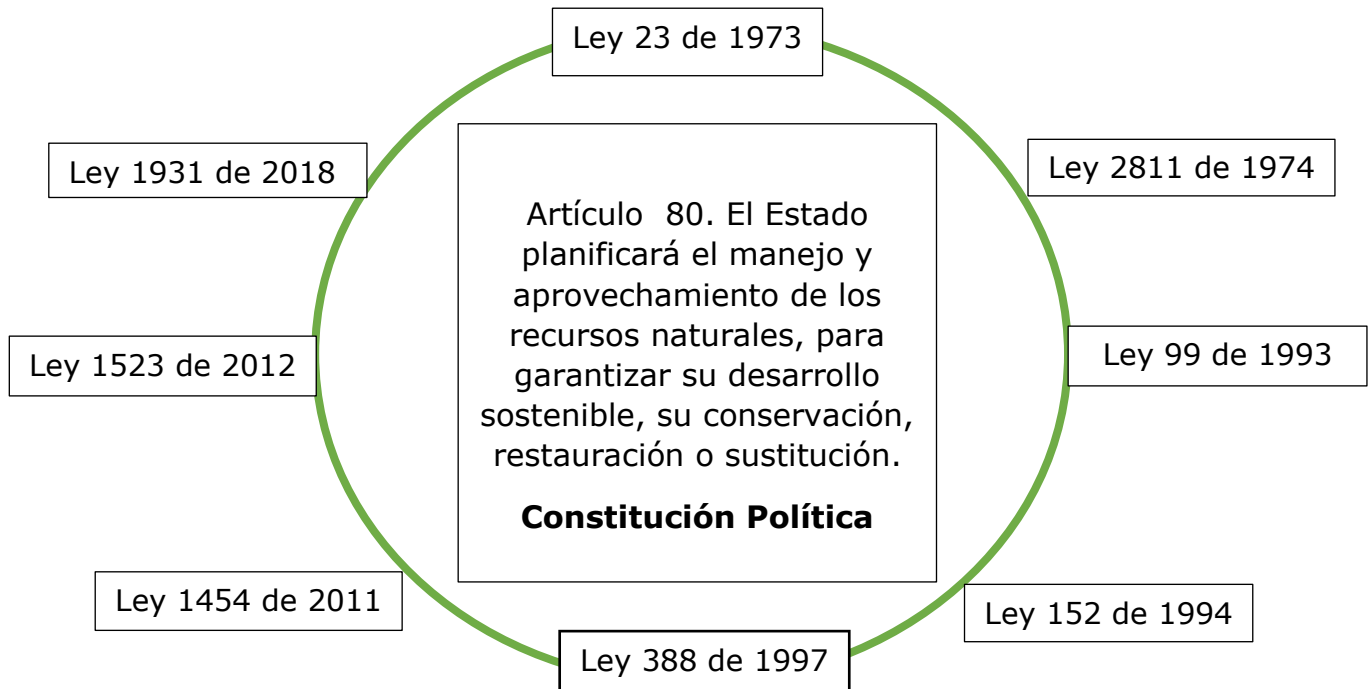 Ley 23 de 1973
Ley 1931 de 2018
Ley 2811 de 1974
Artículo  80. El Estado
planificará el manejo y
aprovechamiento de los
recursos naturales, para
garantizar su desarrollo
sostenible, su conservación,
restauración o sustitución.
Constitución Política
Ley 1523 de 2012
Ley 99 de 1993
Ley 1454 de 2011
Ley 152 de 1994
Ley 388 de 1997